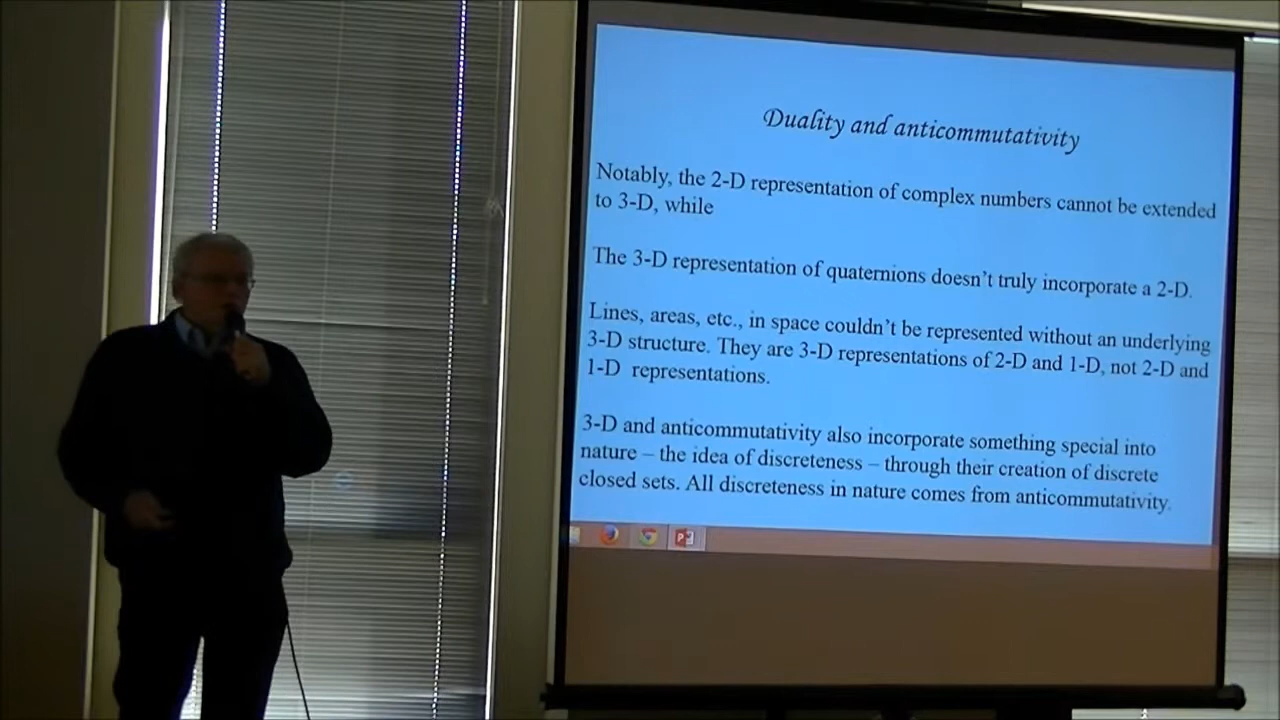 Duality and anticommutativity
Notably, the 2-D representation of complex numbers cannot be extended
to 3-D, while
The 3-D representation of quaternions doesn't truly incorporate a 2-D.
Lines, areas, etc., in space couldn't be represented without an underlying
3-D structure. They are 3-D representations of 2-D and 1-D, not 2-D and
1-D representations.
3-D and anticommutativity also incorporate something special into
nature – the idea of discreteness – through their creation of discrete
closed sets. All discreteness in nature comes from anticommutativity.